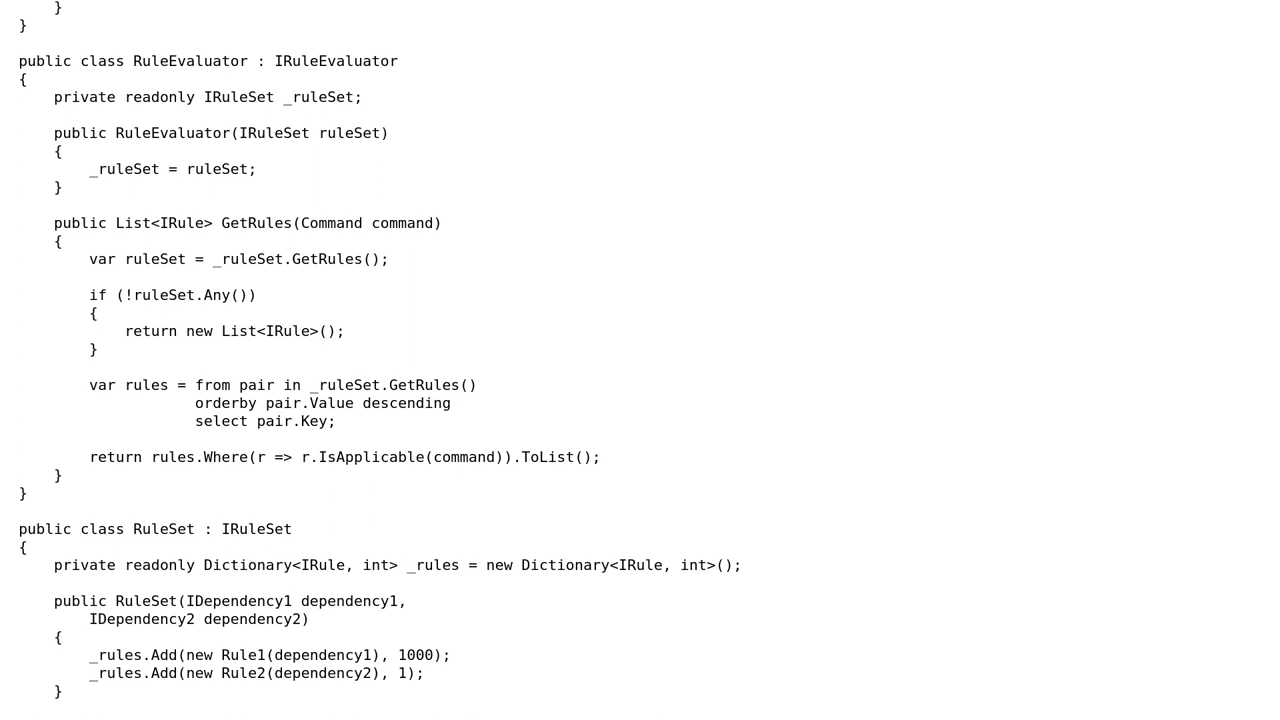 }
}

public class RuleEvaluator : IRuleEvaluator
{
    private readonly IRuleSet _ruleSet;

    public RuleEvaluator(IRuleSet ruleSet)
    {
        _ruleSet = ruleSet;
    }

    public List<IRule> GetRules(Command command)
    {
        var ruleSet = _ruleSet.GetRules();

        if (!ruleSet.Any())
        {
            return new List<IRule>();
        }

        var rules = from pair in _ruleSet.GetRules()
                    orderby pair.Value descending
                    select pair.Key;

        return rules.Where(r => r.IsApplicable(command)).ToList();
    }
}

public class RuleSet : IRuleSet
{
    private readonly Dictionary<IRule, int> _rules = new Dictionary<IRule, int>();

    public RuleSet(IDependency1 dependency1,
        IDependency2 dependency2)
    {
        _rules.Add(new Rule1(dependency1), 1000);
        _rules.Add(new Rule2(dependency2), 1);
    }